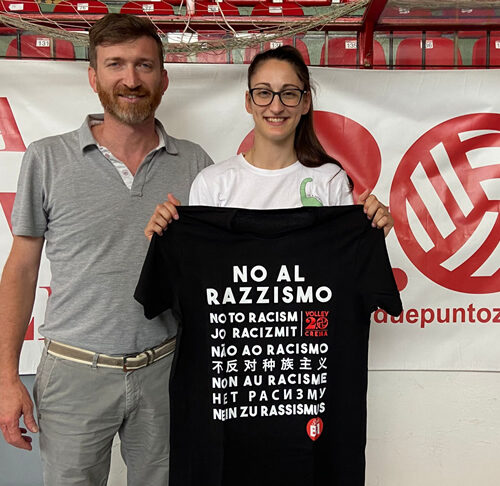 NO AL
RAZZISMO
NO TO RACISM
JO RACIZMIT
VOLLEY
2.0
CREMA
NÃO AO RACISMO
不反对种族主义
NON AU RACISME
НЕТ РАСИЗМУ
NEIN ZU RASSISMUS
B1
duepuntoz